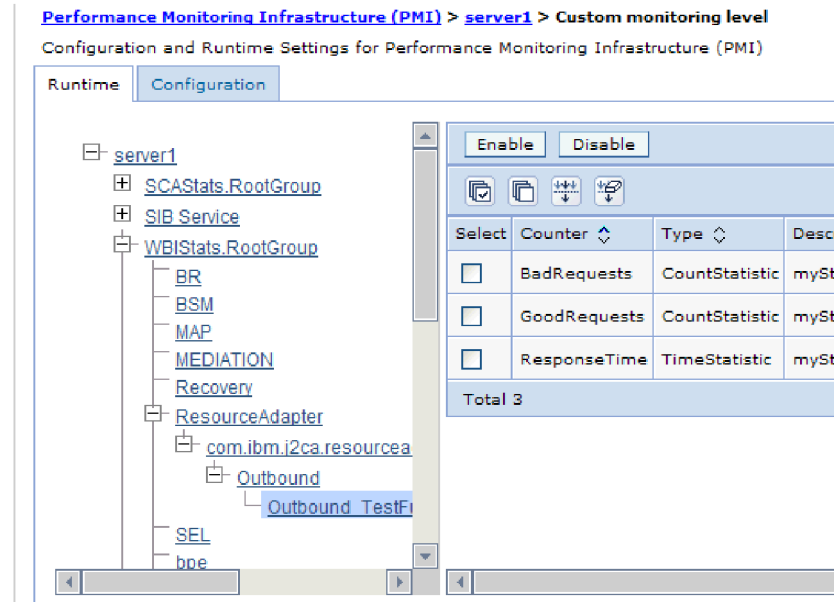 Performance Monitoring Infrastructure (PMI) > server1 > Custom monitoring level
Configuration and Runtime Settings for Performance Monitoring Infrastructure (PMI)
Runtime Configuration
server1
SCAStats.RootGroup
SIB Service
WBIStats.RootGroup
BR
BSM
MAP
MEDIATION
Recovery
ResourceAdapter
com.ibm.j2ca.resourcea
Outbound
Outbound_TestF
SEL
bpe
Enable Disable
Select Counter Type Desc
BadRequests CountStatistic mySt
GoodRequests CountStatistic mySt
ResponseTime TimeStatistic mySt
Total 3